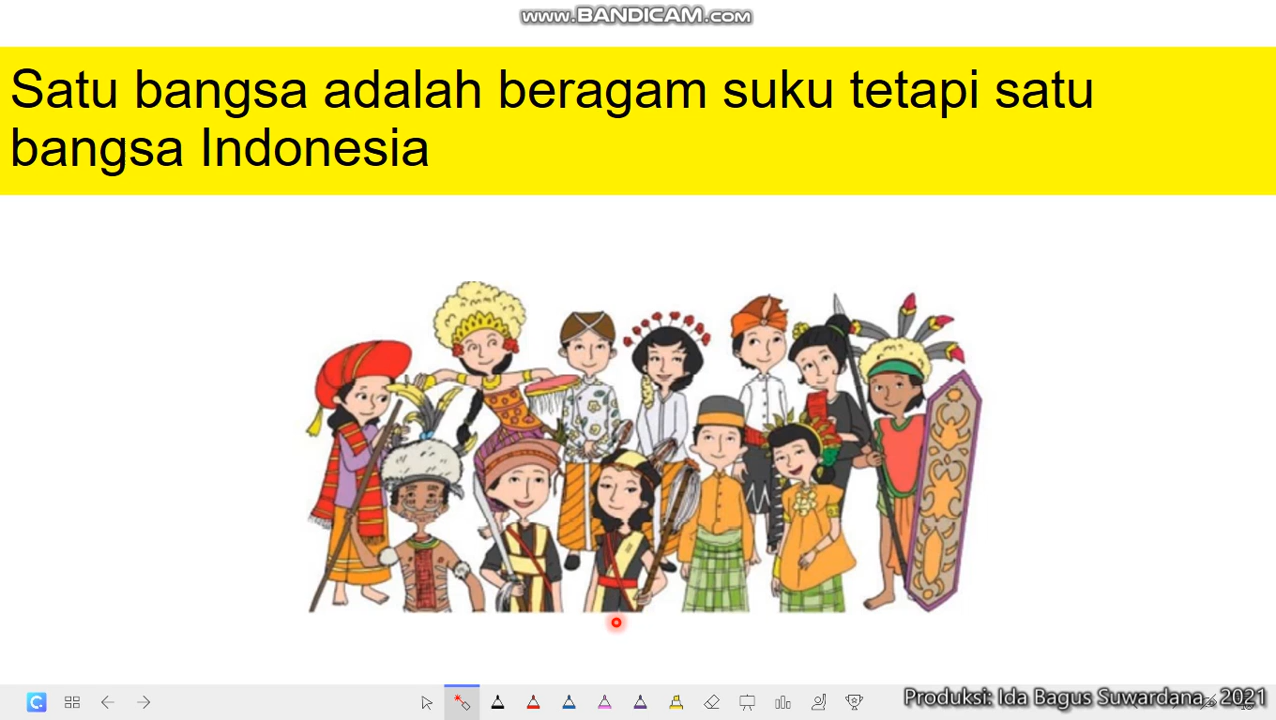 www.BANDICAM.com
Satu bangsa adalah beragam suku tetapi satu
bangsa Indonesia
Produksi: Ida Bagus Suwardana , 2021